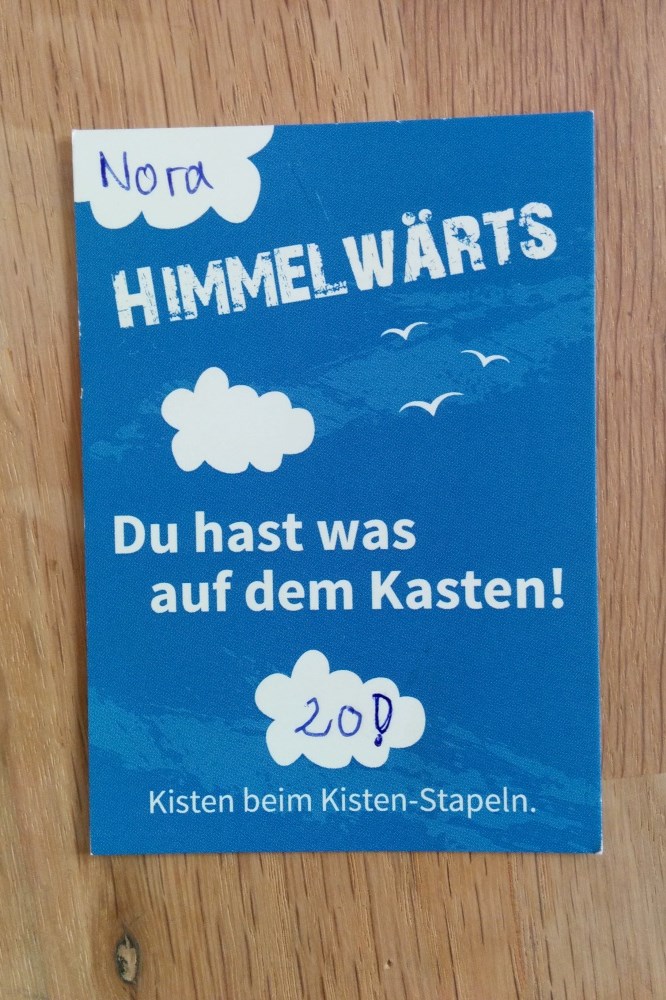 Nora
HIMMELWÄRTS
Du hast was
auf dem Kasten!
20!
Kisten beim Kisten-Stapeln.